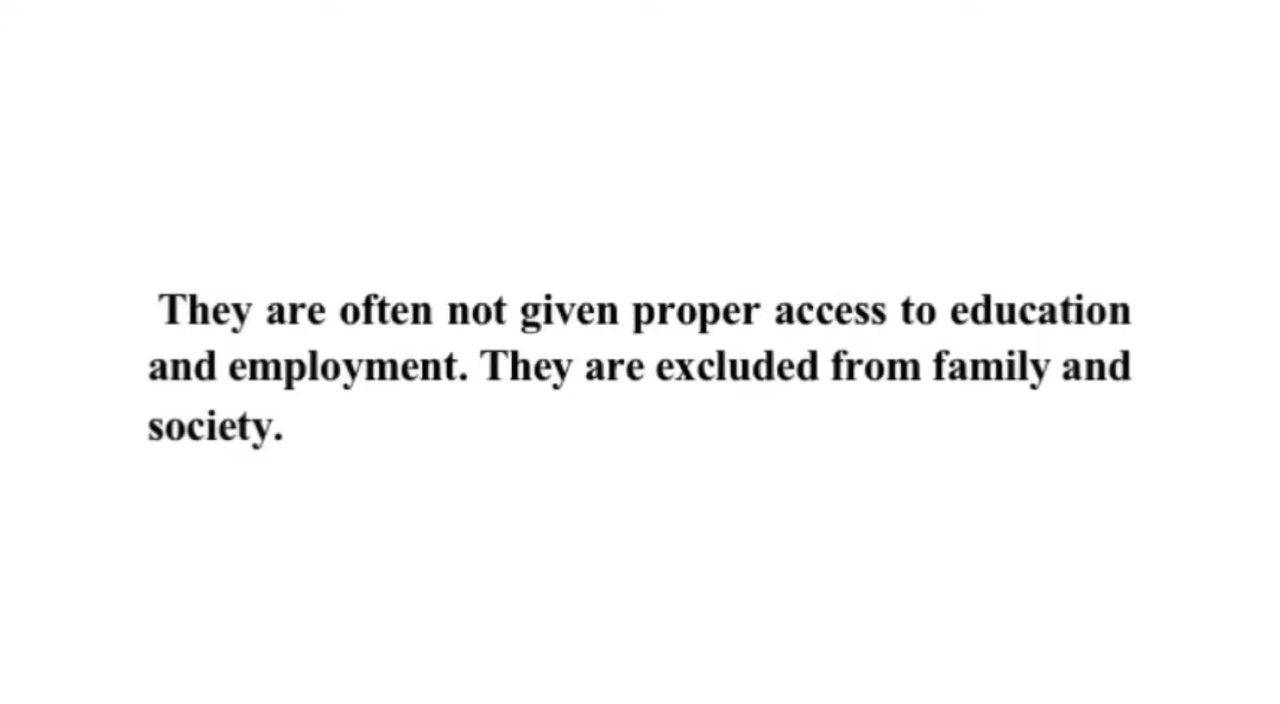 They are often not given proper access to education
and employment. They are excluded from family and
society.